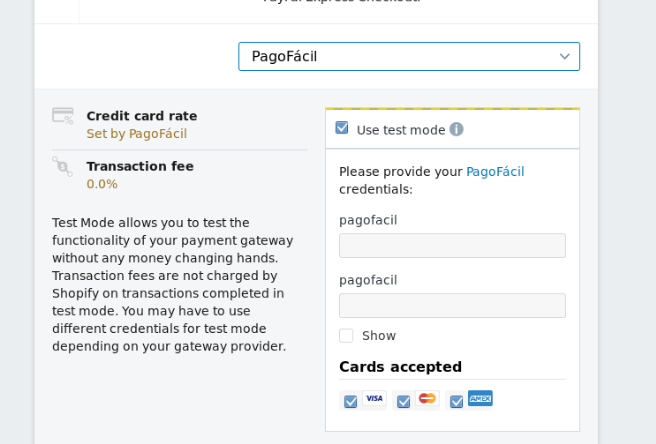 PayPal Express Checkout.
PagoFácil
Credit card rate
Set by PagoFácil
Transaction fee
0.0%
Test Mode allows you to test the
functionality of your payment gateway
without any money changing hands.
Transaction fees are not charged by
Shopify on transactions completed in
test mode. You may have to use
different credentials for test mode
depending on your gateway provider.
Use test mode
Please provide your PagoFácil
credentials:
pagofacil
pagofacil
Show
Cards accepted
VISA
AMEX